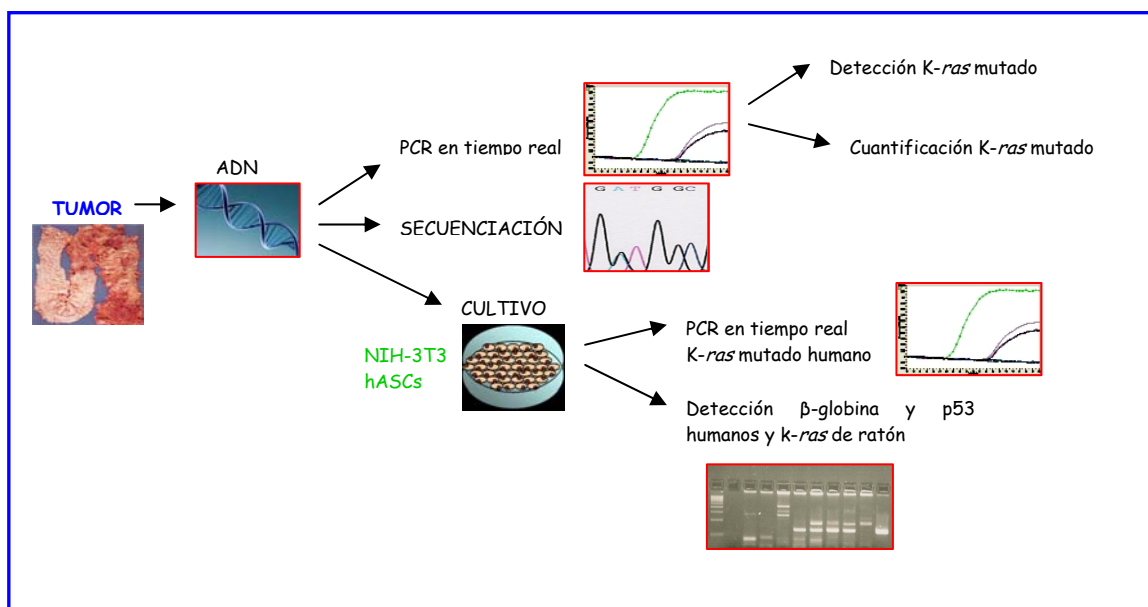 TUMOR
ADN
PCR en tiempo real
SECUENCIACIÓN
G A T G GC
Detección K-ras mutado
Cuantificación K-ras mutado
CULTIVO
NIH-3T3
hASCs
PCR en tiempo real
K-ras mutado humano
Detección β-globina y p53
humanos y k-ras de ratón